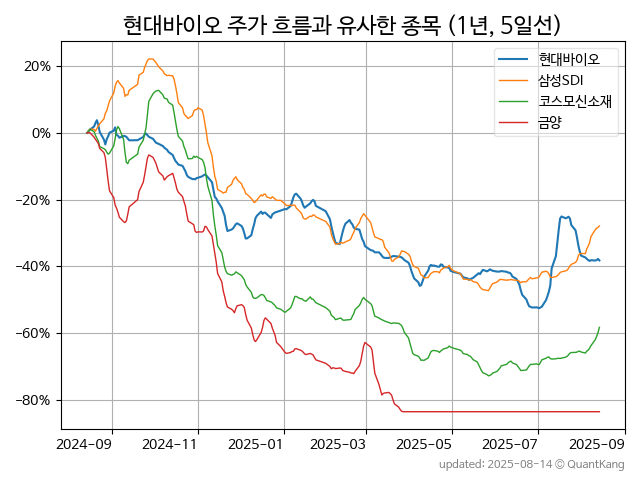 현대바이오 주가 흐름과 유사한 종목 (1년, 5일선)
현대바이오
삼성SDI
코스모신소재
금양
20%
0%
−20%
−40%
−60%
−80%
2024-09 2024-11 2025-01 2025-03 2025-05 2025-07 2025-09
updated: 2025-08-14 © QuantKang